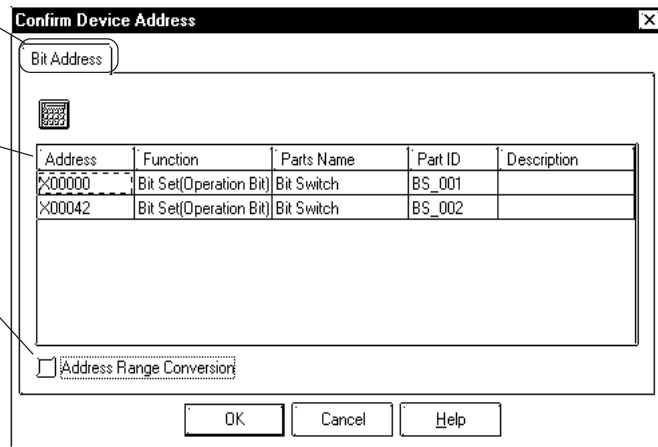 Confirm Device Address
Bit Address
Address Function Parts Name Part ID Description
X00000 Bit Set(Operation Bit) Bit Switch BS_001
X00042 Bit Set(Operation Bit) Bit Switch BS_002
Address Range Conversion
OK Cancel Help